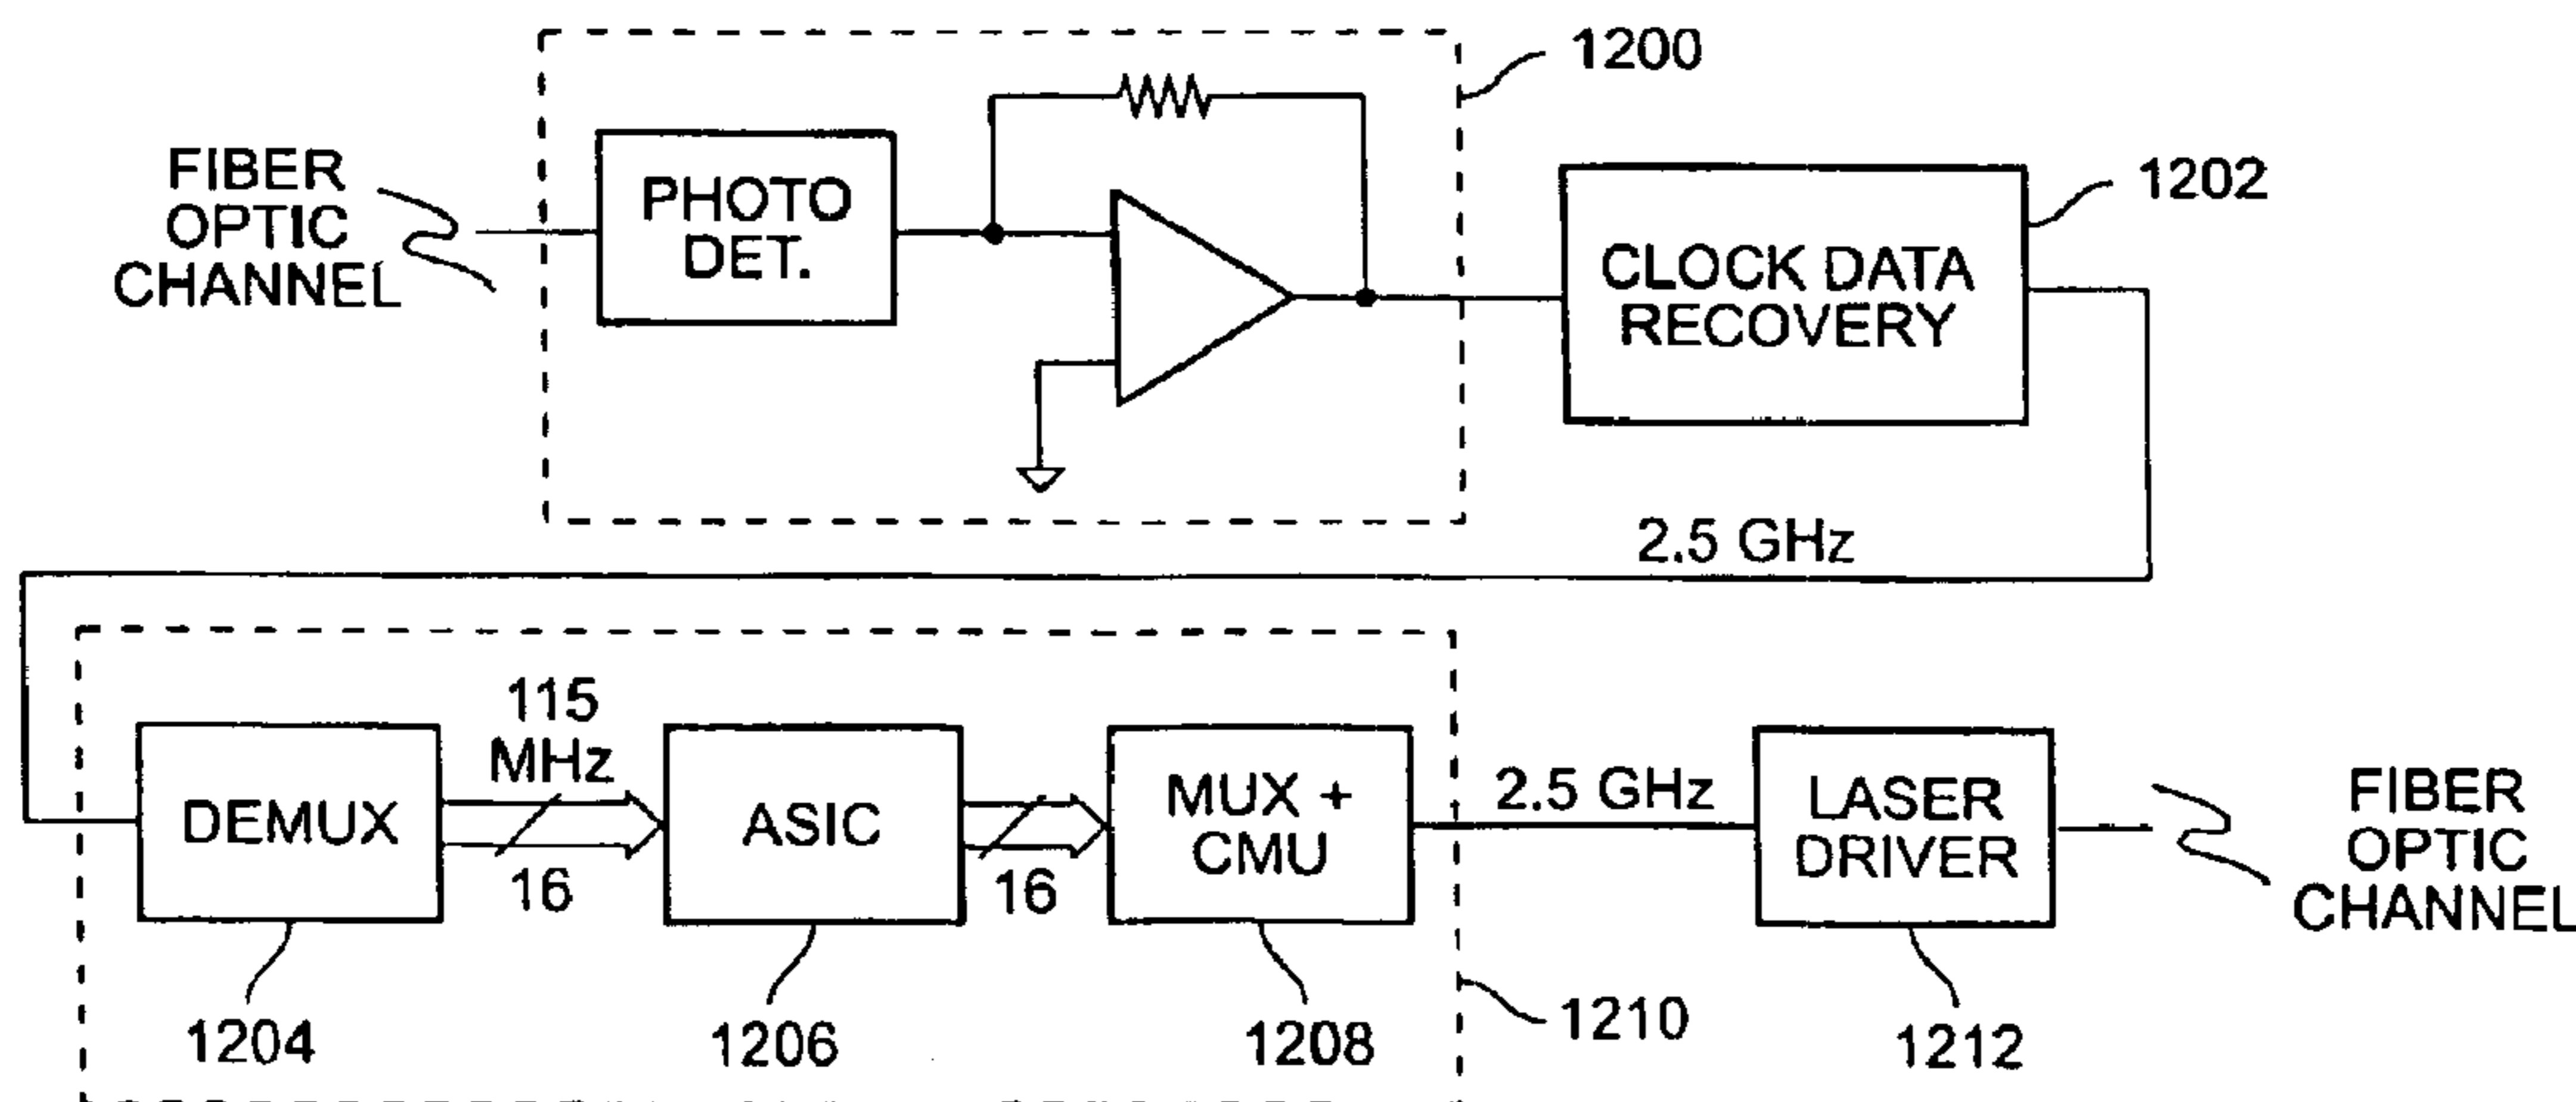 1200
FIBER
OPTIC
CHANNEL
PHOTO
DET.
1202
CLOCK DATA
RECOVERY
2.5 GHz
115
MHz
16
DEMUX
ASIC
16
MUX +
CMU
2.5 GHz
LASER
DRIVER
FIBER
OPTIC
CHANNEL
1204
1206
1208
1210
1212